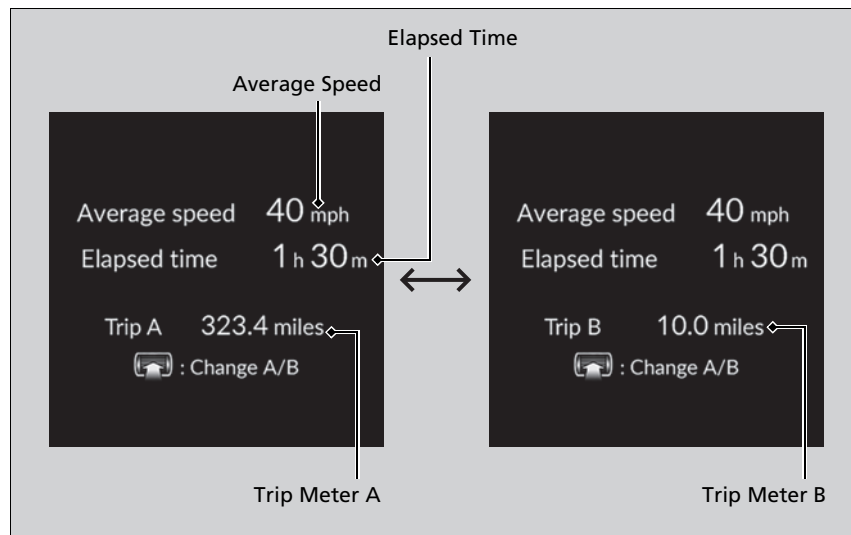 Elapsed Time
Average Speed
Average speed 40 mph
Elapsed time 1 h 30 m
Trip A 323.4 miles
: Change A/B
Average speed 40 mph
Elapsed time 1 h 30 m
Trip B 10.0 miles
: Change A/B
Trip Meter A
Trip Meter B